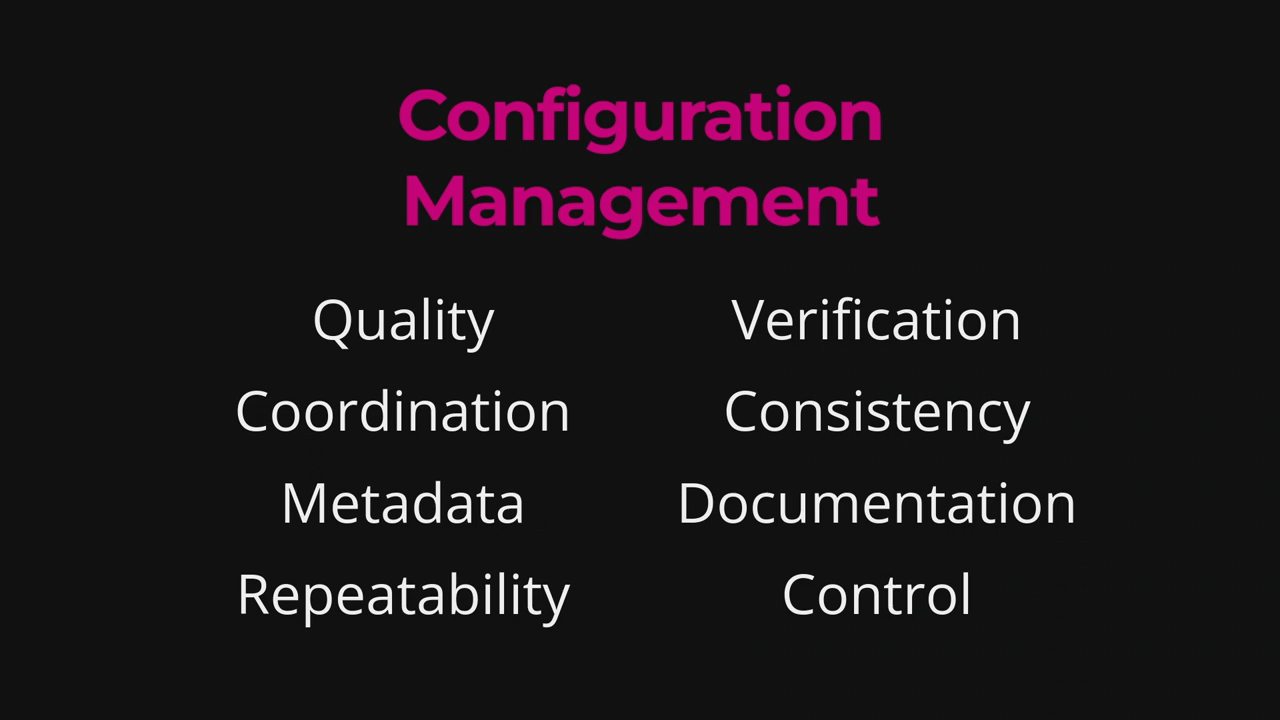 Configuration
Management
Quality
Verification
Coordination
Consistency
Metadata
Documentation
Repeatability
Control